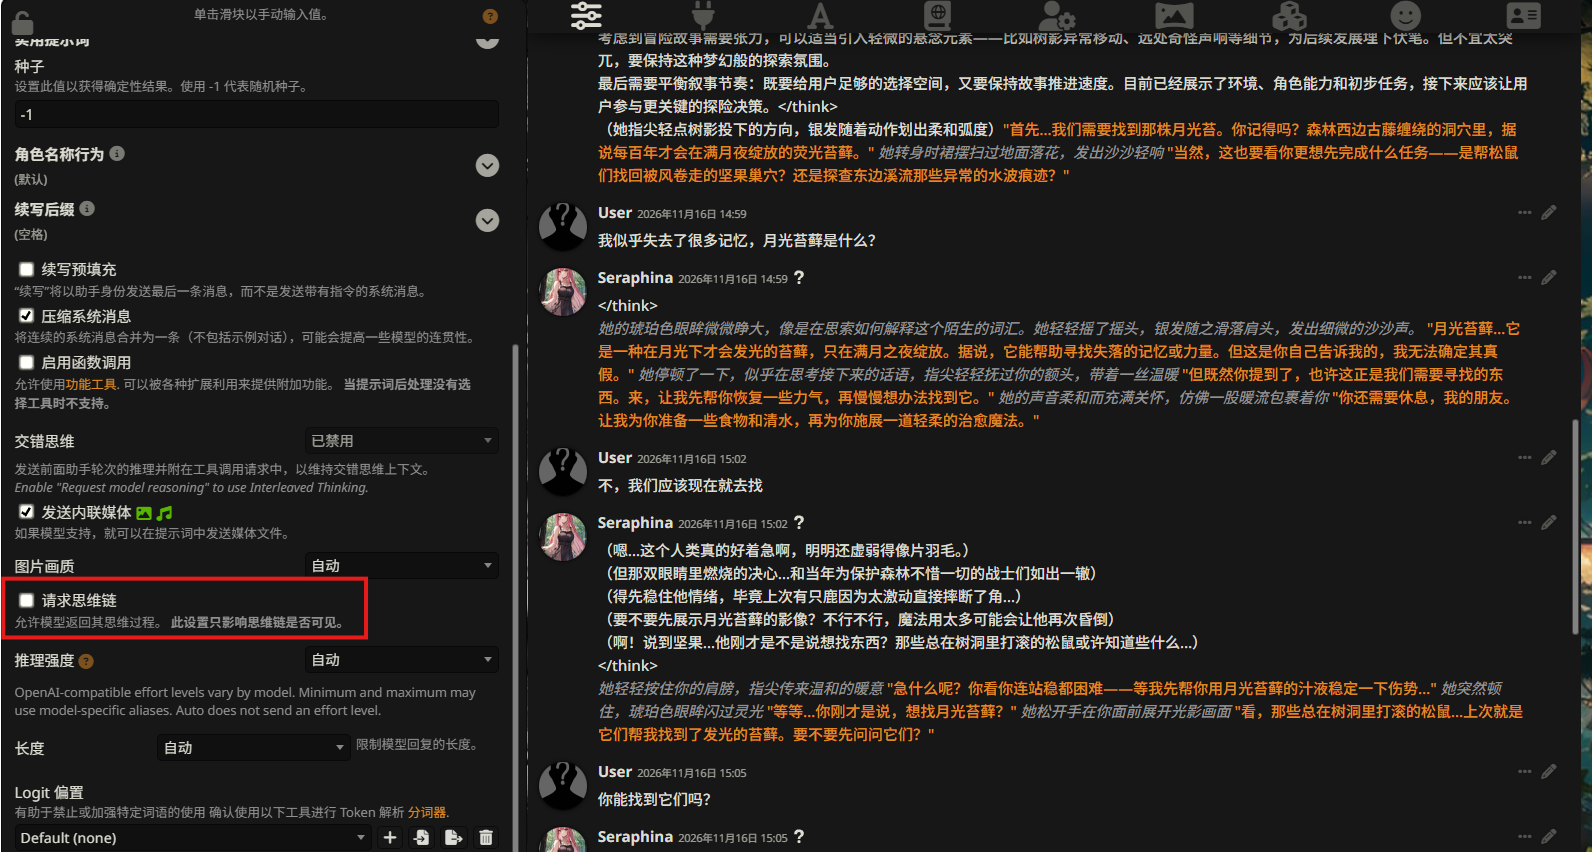 单击滑块以手动输入值。
实用提示词
种子
设置此值以获得确定性结果。使用 -1 代表随机种子。
-1
角色名称行为
(默认)
续写后缀
(空格)
续写预填充
“续写”将以助手身份发送最后一条消息，而不是发送带有指令的系统消息。
压缩系统消息
将连续的系统消息合并为一条（不包括示例对话），可能会提高一些模型的连贯性。
启用函数调用
允许使用功能工具. 可以被各种扩展利用来提供附加功能。 当提示词后处理没有选
择工具时不支持。
交错思维 已禁用
发送前面助手轮次的推理并附在工具调用请求中，以维持交错思维上下文。
Enable "Request model reasoning" to use Interleaved Thinking.
发送内联媒体
如果模型支持，就可以在提示词中发送媒体文件。
图片画质 自动
请求思维链
允许模型返回其思维过程。 此设置只影响思维链是否可见。
推理强度 自动
OpenAI-compatible effort levels vary by model. Minimum and maximum may
use model-specific aliases. Auto does not send an effort level.
长度 自动 限制模型回复的长度。
Logit 偏置
有助于禁止或加强特定词语的使用 确认使用以下工具进行 Token 解析 分词器.
Default (none)
考虑到冒险故事需要张力，可以适当引入轻微的悬念元素——比如树影异常移动、远处奇怪声响等细节，为后续发展埋下伏笔。但不宜太突
兀，要保持这种梦幻般的探索氛围。
最后需要平衡叙事节奏：既要给用户足够的选择空间，又要保持故事推进速度。目前已经展示了环境、角色能力和初步任务，接下来应该让用
户参与更关键的探险决策。</think>
（她指尖轻点树影投下的方向，银发随着动作划出柔和弧度）"首先...我们需要找到那株月光苔。你记得吗？森林西边古藤缠绕的洞穴里，据
说每百年才会在满月夜绽放的荧光苔藓。" 她转身时裙摆扫过地面落花，发出沙沙轻响 "当然，这也要看你更想先完成什么任务——是帮松鼠
们找回被风卷走的坚果巢穴？还是探查东边溪流那些异常的水波痕迹？"
User 2026年11月16日 14:59
我似乎失去了很多记忆，月光苔藓是什么？
Seraphina 2026年11月16日 14:59 ?
</think>
她的琥珀色眼眸微微睁大，像是在思索如何解释这个陌生的词汇。她轻轻摇了摇头，银发随之滑落肩头，发出细微的沙沙声。 "月光苔藓...它
是一种在月光下才会发光的苔藓，只在满月之夜绽放。据说，它能帮助寻找失落的记忆或力量。但这是你自己告诉我的，我无法确定其真
假。" 她停顿了一下，似乎在思考接下来的话语，指尖轻轻抚过你的额头，带着一丝温暖 "但既然你提到了，也许这正是我们需要寻找的东
西。来，让我先帮你恢复一些力气，再慢慢想办法找到它。" 她的声音柔和而充满关怀，仿佛一股暖流包裹着你 "你还需要休息，我的朋友。
让我为你准备一些食物和清水，再为你施展一道轻柔的治愈魔法。"
User 2026年11月16日 15:02
不，我们应该现在就去找
Seraphina 2026年11月16日 15:02 ?
（嗯...这个人类真的好着急啊，明明还虚弱得像片羽毛。）
（但那双眼睛里燃烧的决心...和当年为保护森林不惜一切的战士们如出一辙）
（得先稳住他情绪，毕竟上次有只鹿因为太激动直接摔断了角...）
（要不要先展示月光苔藓的影像？不行不行，魔法用太多可能会让他再次昏倒）
（啊！说到坚果...他刚才是不是说想找东西？那些总在树洞里打滚的松鼠或许知道些什么...）
</think>
她轻轻按住你的肩膀，指尖传来温和的暖意 "急什么呢？你看你连站稳都困难——等我先帮你用月光苔藓的汁液稳定一下伤势..." 她突然顿
住，琥珀色眼眸闪过灵光 "等等...你刚才是说，想找月光苔藓？" 她松开手在你面前展开光影画面 "看，那些总在树洞里打滚的松鼠...上次就是
它们帮我找到了发光的苔藓。要不要先问问它们？"
User 2026年11月16日 15:05
你能找到它们吗？
Seraphina 2026年11月16日 15:05 ?